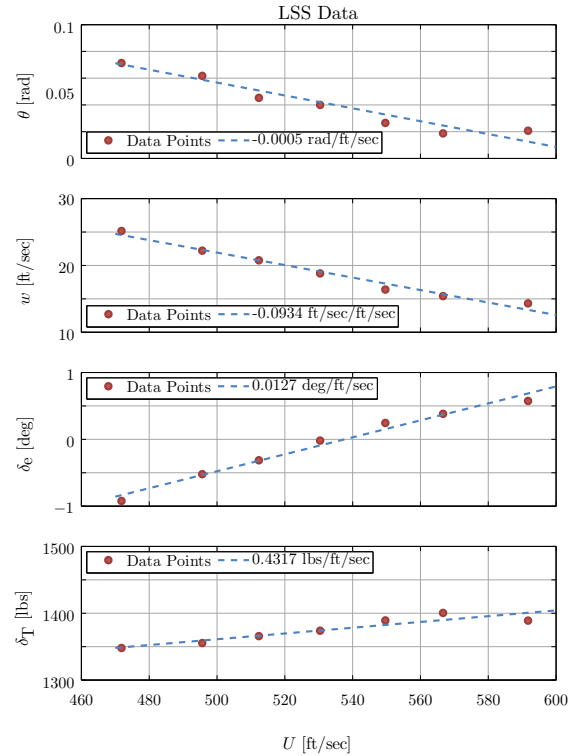 LSS Data
0.1
0.05
0
θ [rad]
Data Points -0.0005 rad/ft/sec
30
20
10
w [ft/sec]
Data Points -0.0934 ft/sec/ft/sec
1
0
−1
δe [deg]
Data Points 0.0127 deg/ft/sec
1500
1400
1300
δT [lbs]
Data Points 0.4317 lbs/ft/sec
460 480 500 520 540 560 580 600
U [ft/sec]